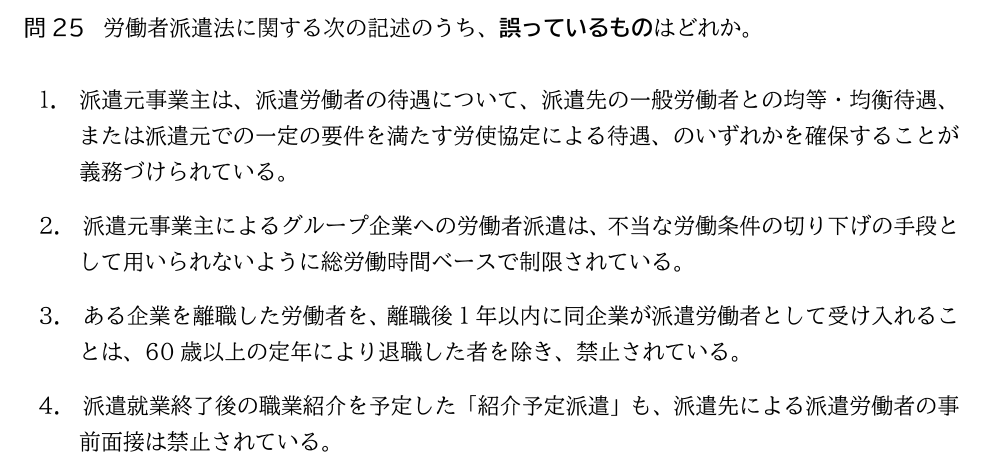 問 25 労働者派遣法に関する次の記述のうち、誤っているものはどれか。
1. 派遣元事業主は、派遣労働者の待遇について、派遣先の一般労働者との均等・均衡待遇、
または派遣元での一定の要件を満たす労使協定による待遇、のいずれかを確保することが
義務づけられている。
2. 派遣元事業主によるグループ企業への労働者派遣は、不当な労働条件の切り下げの手段と
して用いられないように総労働時間ベースで制限されている。
3. ある企業を離職した労働者を、離職後1年以内に同企業が派遣労働者として受け入れるこ
とは、60 歳以上の定年により退職した者を除き、禁止されている。
4. 派遣就業終了後の職業紹介を予定した「紹介予定派遣」も、派遣先による派遣労働者の事
前面接は禁止されている。